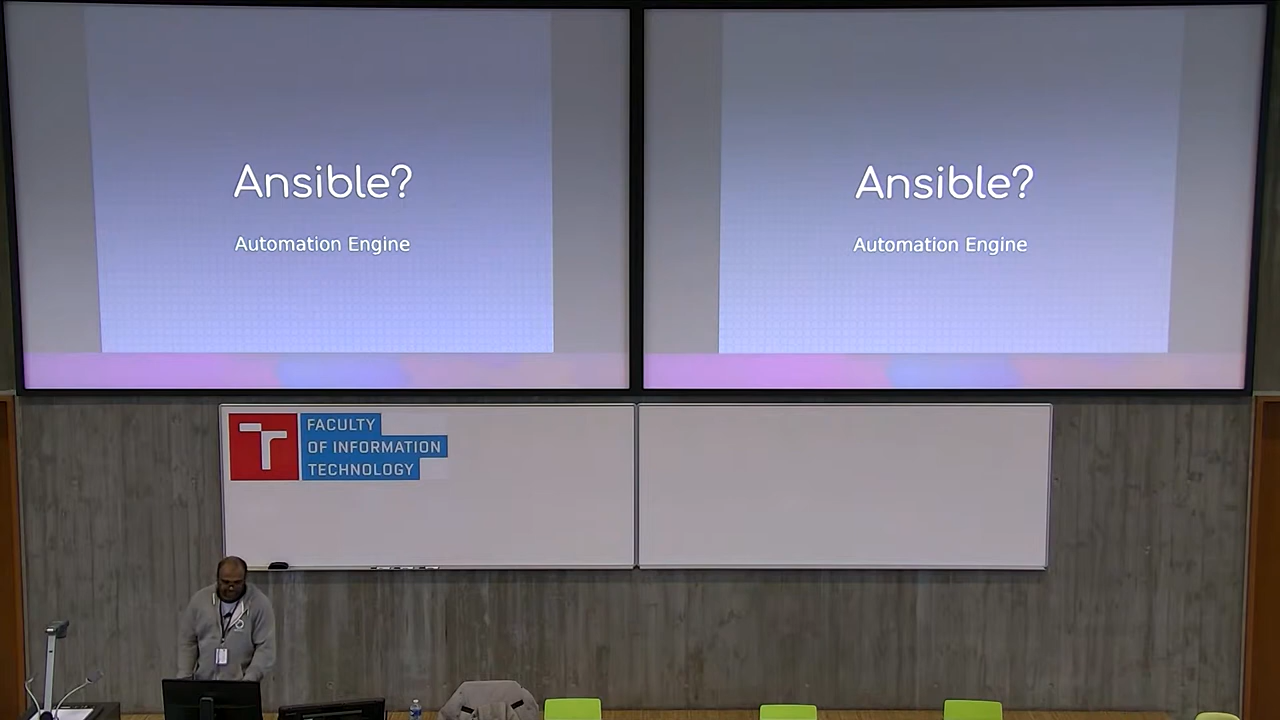 Ansible?
Automation Engine
Ansible?
Automation Engine
FACULTY
OF INFORMATION
TECHNOLOGY